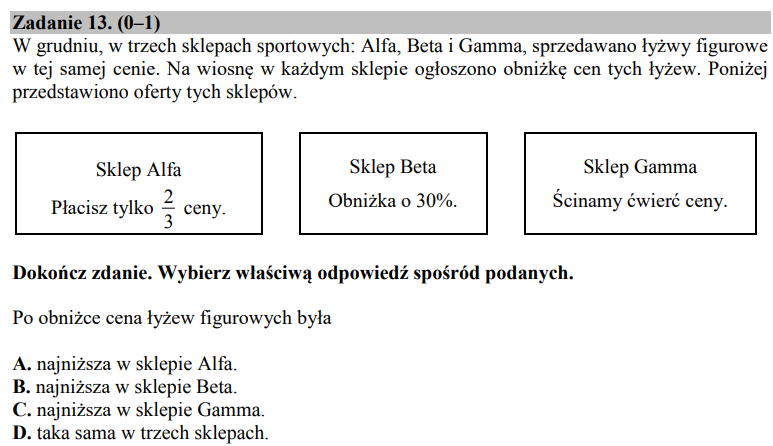 Zadanie 13. (0–1)
W grudniu, w trzech sklepach sportowych: Alfa, Beta i Gamma, sprzedawano łyżwy figurowe
w tej samej cenie. Na wiosnę w każdym sklepie ogłoszono obniżkę cen tych łyżew. Poniżej
przedstawiono oferty tych sklepów.
Sklep Alfa
Płacisz tylko 2/3 ceny.
Sklep Beta
Obniżka o 30%.
Sklep Gamma
Ścinamy ćwierć ceny.
Dokończ zdanie. Wybierz właściwą odpowiedź spośród podanych.
Po obniżce cena łyżew figurowych była
A. najniższa w sklepie Alfa.
B. najniższa w sklepie Beta.
C. najniższa w sklepie Gamma.
D. taka sama w trzech sklepach.